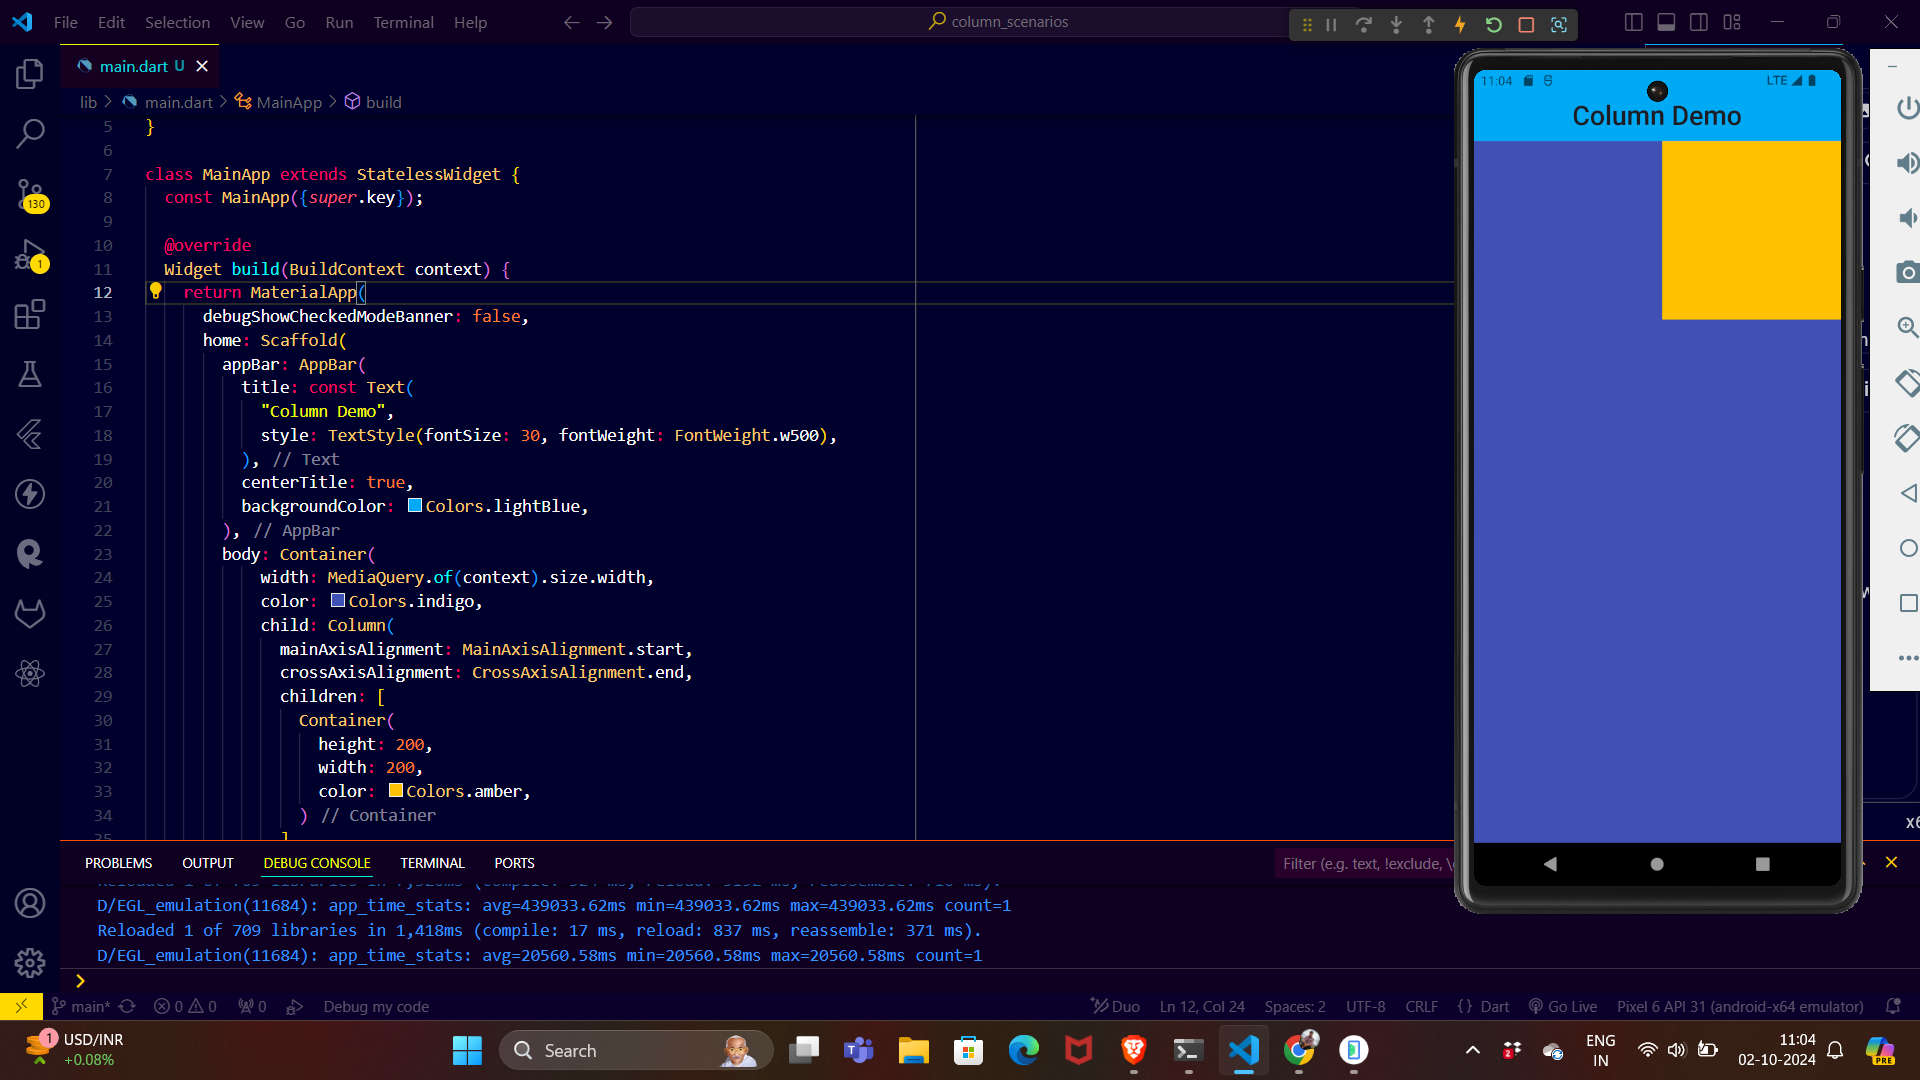 File Edit Selection View Go Run Terminal Help
column_scenarios
main.dart U
lib > main.dart > MainApp > build
5 }
6
7 class MainApp extends StatelessWidget {
8 const MainApp({super.key});
9
10 @override
11 Widget build(BuildContext context) {
12 return MaterialApp(
13 debugShowCheckedModeBanner: false,
14 home: Scaffold(
15 appBar: AppBar(
16 title: const Text(
17 "Column Demo",
18 style: TextStyle(fontSize: 30, fontWeight: FontWeight.w500),
19 ), // Text
20 centerTitle: true,
21 backgroundColor: Colors.lightBlue,
22 ), // AppBar
23 body: Container(
24 width: MediaQuery.of(context).size.width,
25 color: Colors.indigo,
26 child: Column(
27 mainAxisAlignment: MainAxisAlignment.start,
28 crossAxisAlignment: CrossAxisAlignment.end,
29 children: [
30 Container(
31 height: 200,
32 width: 200,
33 color: Colors.amber,
34 ) // Container
35 ]
130
1
11:04 LTE
Column Demo
PROBLEMS OUTPUT DEBUG CONSOLE TERMINAL PORTS
Filter (e.g. text, !exclude, \
D/EGL_emulation(11684): app_time_stats: avg=439033.62ms min=439033.62ms max=439033.62ms count=1
Reloaded 1 of 709 libraries in 1,418ms (compile: 17 ms, reload: 837 ms, reassemble: 371 ms).
D/EGL_emulation(11684): app_time_stats: avg=20560.58ms min=20560.58ms max=20560.58ms count=1
>
main* 0 0 0 Debug my code Duo Ln 12, Col 24 Spaces: 2 UTF-8 CRLF {} Dart Go Live Pixel 6 API 31 (android-x64 emulator)
1 USD/INR
+0.08%
Search
2
ENG
IN
11:04
02-10-2024
PRE